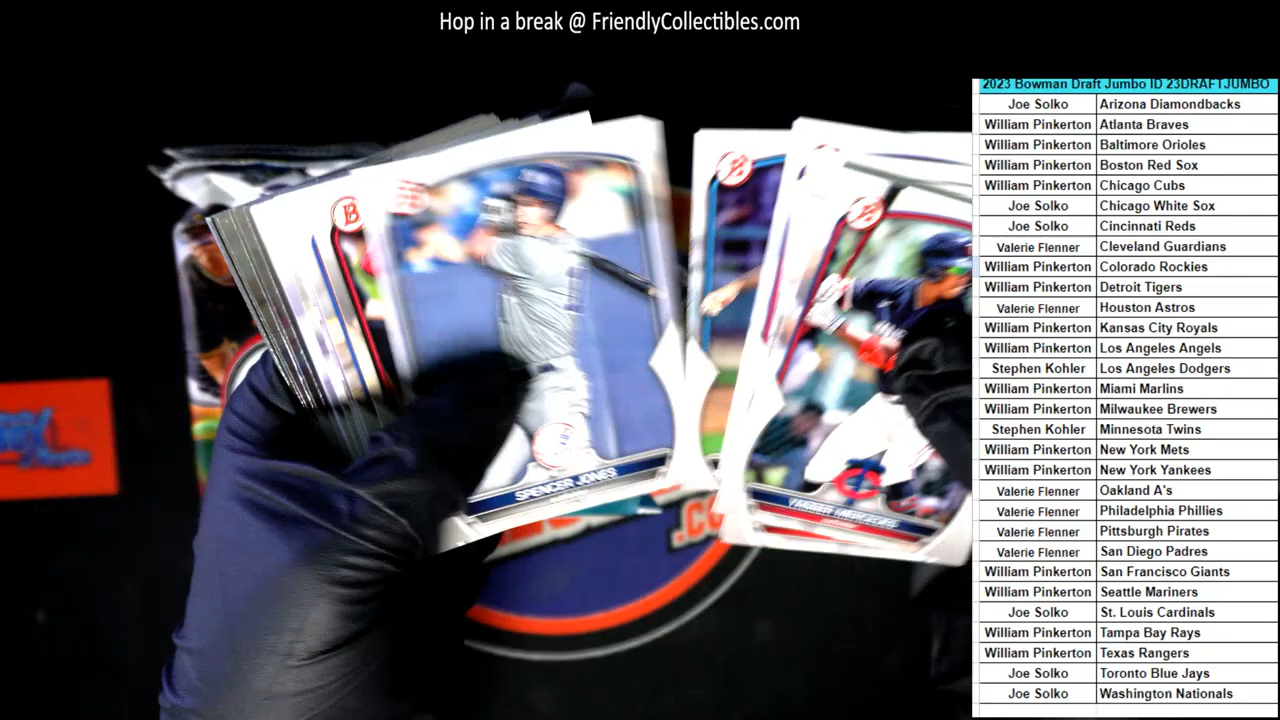 Hop in a break @ FriendlyCollectibles.com
2023 Bowman Draft Jumbo ID 23DRAFTJUMBO
Joe Solko Arizona Diamondbacks
William Pinkerton Atlanta Braves
William Pinkerton Baltimore Orioles
William Pinkerton Boston Red Sox
William Pinkerton Chicago Cubs
Joe Solko Chicago White Sox
Joe Solko Cincinnati Reds
Valerie Flenner Cleveland Guardians
William Pinkerton Colorado Rockies
William Pinkerton Detroit Tigers
Valerie Flenner Houston Astros
William Pinkerton Kansas City Royals
William Pinkerton Los Angeles Angels
Stephen Kohler Los Angeles Dodgers
William Pinkerton Miami Marlins
William Pinkerton Milwaukee Brewers
Stephen Kohler Minnesota Twins
William Pinkerton New York Mets
William Pinkerton New York Yankees
Valerie Flenner Oakland A's
Valerie Flenner Philadelphia Phillies
Valerie Flenner Pittsburgh Pirates
Valerie Flenner San Diego Padres
William Pinkerton San Francisco Giants
William Pinkerton Seattle Mariners
Joe Solko St. Louis Cardinals
William Pinkerton Tampa Bay Rays
William Pinkerton Texas Rangers
Joe Solko Toronto Blue Jays
Joe Solko Washington Nationals
SPENCER JONES
YASSER MERCEDES
.CO